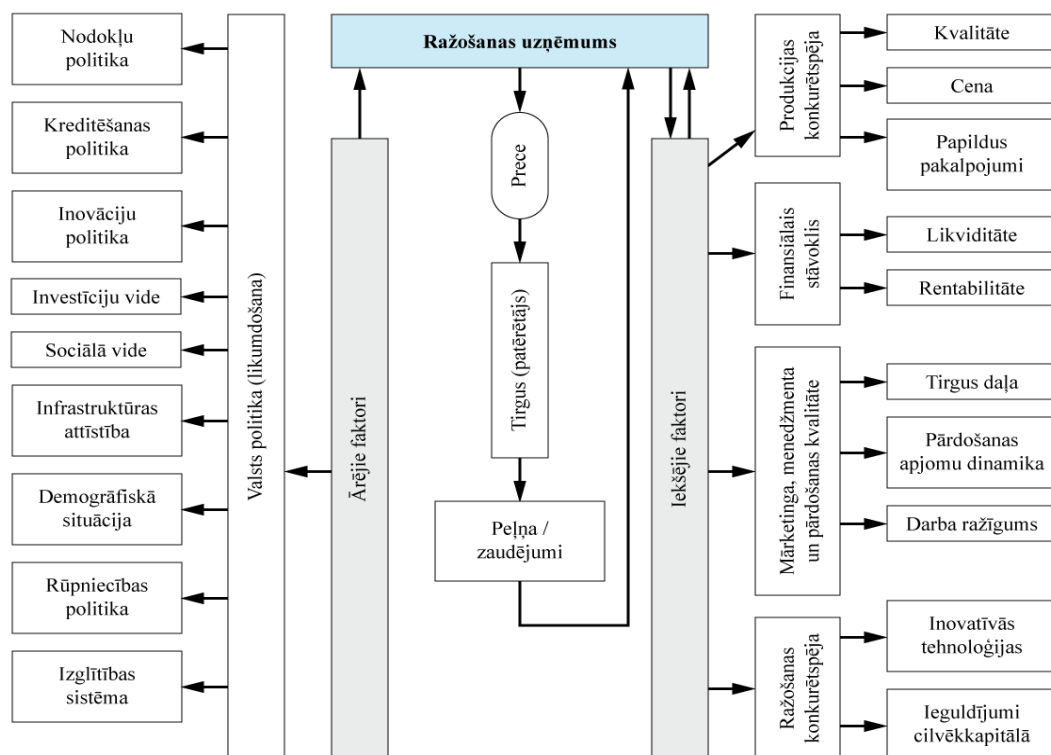 Ražošanas uzņēmums
Nodokļu
politika
Kreditēšanas
politika
Inovāciju
politika
Investīciju vide
Sociālā vide
Infrastruktūras
attīstība
Demogrāfiskā
situācija
Rūpniecības
politika
Izglītības
sistēma
Valsts politika (likumdošana)
Ārējie faktori
Prece
Tirgus (patērētājs)
Peļņa /
zaudējumi
Iekšējie faktori
Produkcijas
konkurētspēja
Kvalitāte
Cena
Papildus
pakalpojumi
Finansiālais
stāvoklis
Likviditāte
Rentabilitāte
Mārketinga, menedžmenta
un pārdošanas kvalitāte
Tirgus daļa
Pārdošanas
apjomu dinamika
Darba ražīgums
Ražošanas
konkurētspēja
Inovatīvās
tehnoloģijas
Ieguldījumi
cilvēkkapitālā